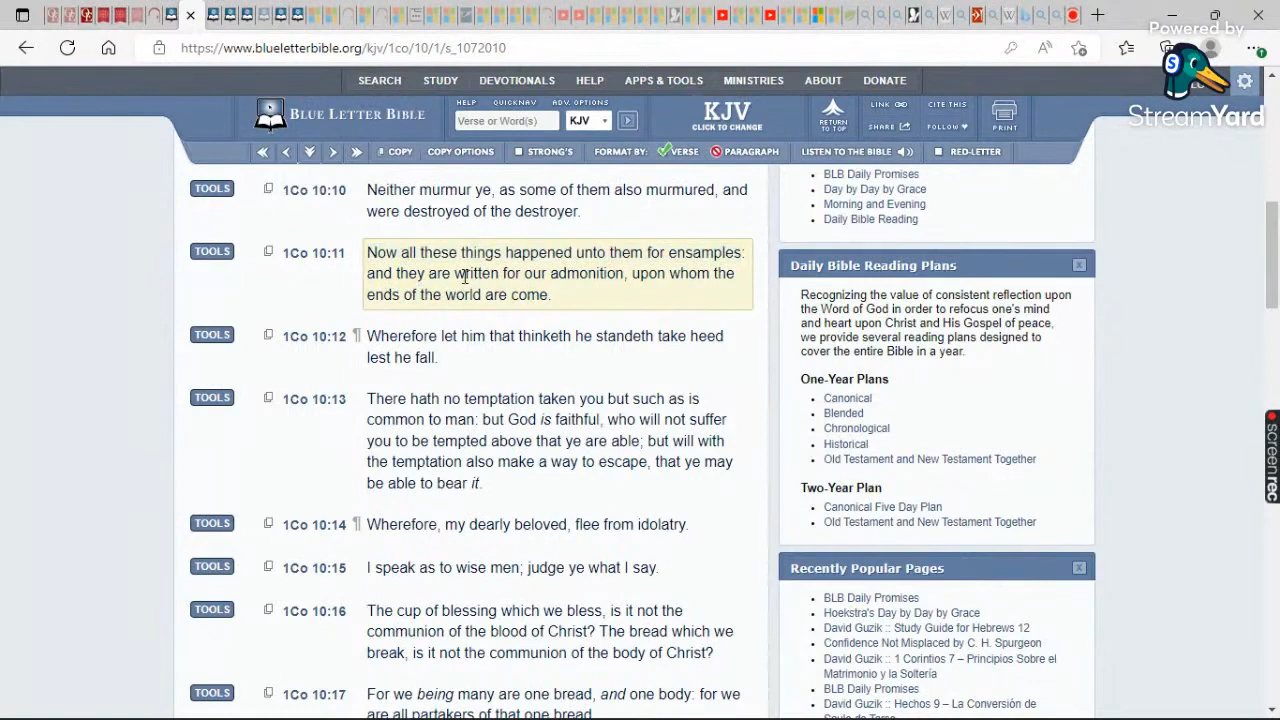 Powered by
https://www.blueletterbible.org/kjv/1co/10/1/s_1072010
StreamYard
SEARCH STUDY DEVOTIONALS HELP APPS & TOOLS MINISTRIES ABOUT DONATE
BLUE LETTER BIBLE
HELP QUICKNAV ADV. OPTIONS
Verse or Word(s) KJV
KJV
CLICK TO CHANGE
RETURN
TO TOP
LINK CITE THIS
SHARE FOLLOW
PRINT
COPY COPY OPTIONS STRONG'S FORMAT BY: VERSE PARAGRAPH LISTEN TO THE BIBLE RED-LETTER
TOOLS 1Co 10:10 Neither murmur ye, as some of them also murmured, and
were destroyed of the destroyer.
TOOLS 1Co 10:11 Now all these things happened unto them for ensamples:
and they are written for our admonition, upon whom the
ends of the world are come.
TOOLS 1Co 10:12 ¶ Wherefore let him that thinketh he standeth take heed
lest he fall.
TOOLS 1Co 10:13 There hath no temptation taken you but such as is
common to man: but God is faithful, who will not suffer
you to be tempted above that ye are able; but will with
the temptation also make a way to escape, that ye may
be able to bear it.
TOOLS 1Co 10:14 ¶ Wherefore, my dearly beloved, flee from idolatry.
TOOLS 1Co 10:15 I speak as to wise men; judge ye what I say.
TOOLS 1Co 10:16 The cup of blessing which we bless, is it not the
communion of the blood of Christ? The bread which we
break, is it not the communion of the body of Christ?
TOOLS 1Co 10:17 For we being many are one bread, and one body: for we
are all partakers of that one bread.
BLB Daily Promises
Day by Day by Grace
Morning and Evening
Daily Bible Reading
Daily Bible Reading Plans
Recognizing the value of consistent reflection upon
the Word of God in order to refocus one's mind
and heart upon Christ and His Gospel of peace,
we provide several reading plans designed to
cover the entire Bible in a year.
One-Year Plans
Canonical
Blended
Chronological
Historical
Old Testament and New Testament Together
Two-Year Plan
Canonical Five Day Plan
Old Testament and New Testament Together
Recently Popular Pages
BLB Daily Promises
Hoekstra's Day by Day by Grace
David Guzik :: Study Guide for Hebrews 12
Confidence Not Misplaced by C. H. Spurgeon
David Guzik :: 1 Corintios 7 – Principios Sobre el
Matrimonio y la Soltería
BLB Daily Promises
David Guzik :: Hechos 9 – La Conversión de
Saulo de Tarso
screenrec